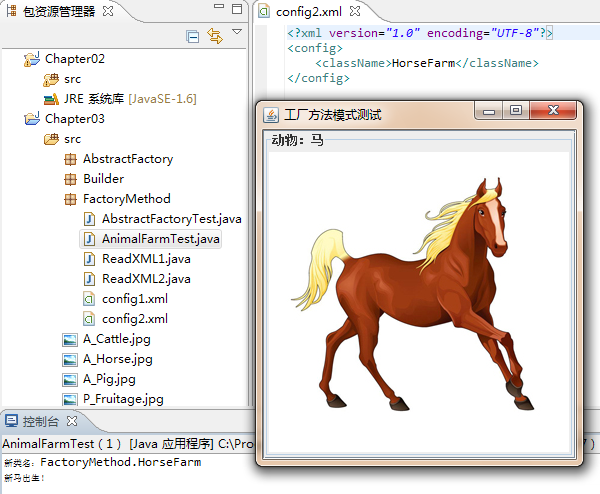 包资源管理器
Chapter02
src
JRE 系统库 [JavaSE-1.6]
Chapter03
src
AbstractFactory
Builder
FactoryMethod
AbstractFactoryTest.java
AnimalFarmTest.java
ReadXML1.java
ReadXML2.java
config1.xml
config2.xml
A_Cattle.jpg
A_Horse.jpg
A_Pig.jpg
P_Fruitage.jpg
config2.xml
<?xml version="1.0" encoding="UTF-8"?>
<config>
<className>HorseFarm</className>
</config>
工厂方法模式测试
动物：马
控制台
AnimalFarmTest (1) [Java 应用程序] C:\Pro
新类名：FactoryMethod.HorseFarm
新马出生！